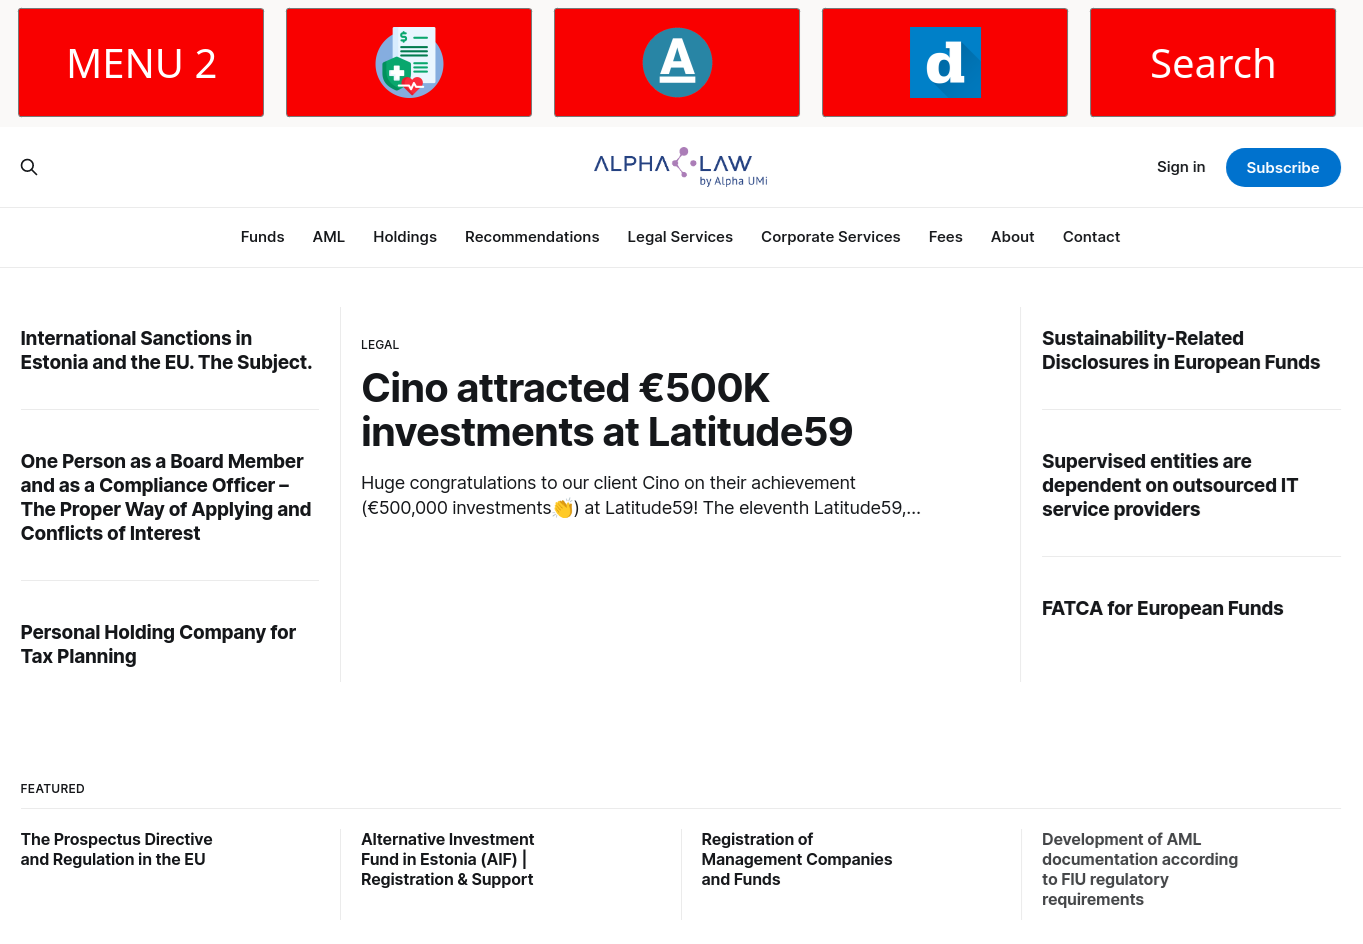 MENU 2
A
d
Search
ALPHA LAW
by Alpha UMi
Sign in
Subscribe
Funds
AML
Holdings
Recommendations
Legal Services
Corporate Services
Fees
About
Contact
International Sanctions in
Estonia and the EU. The Subject.
One Person as a Board Member
and as a Compliance Officer –
The Proper Way of Applying and
Conflicts of Interest
Personal Holding Company for
Tax Planning
LEGAL
Cino attracted €500K
investments at Latitude59
Huge congratulations to our client Cino on their achievement
(€500,000 investments👏) at Latitude59! The eleventh Latitude59,...
Sustainability-Related
Disclosures in European Funds
Supervised entities are
dependent on outsourced IT
service providers
FATCA for European Funds
FEATURED
The Prospectus Directive
and Regulation in the EU
Alternative Investment
Fund in Estonia (AIF) |
Registration & Support
Registration of
Management Companies
and Funds
Development of AML
documentation according
to FIU regulatory
requirements